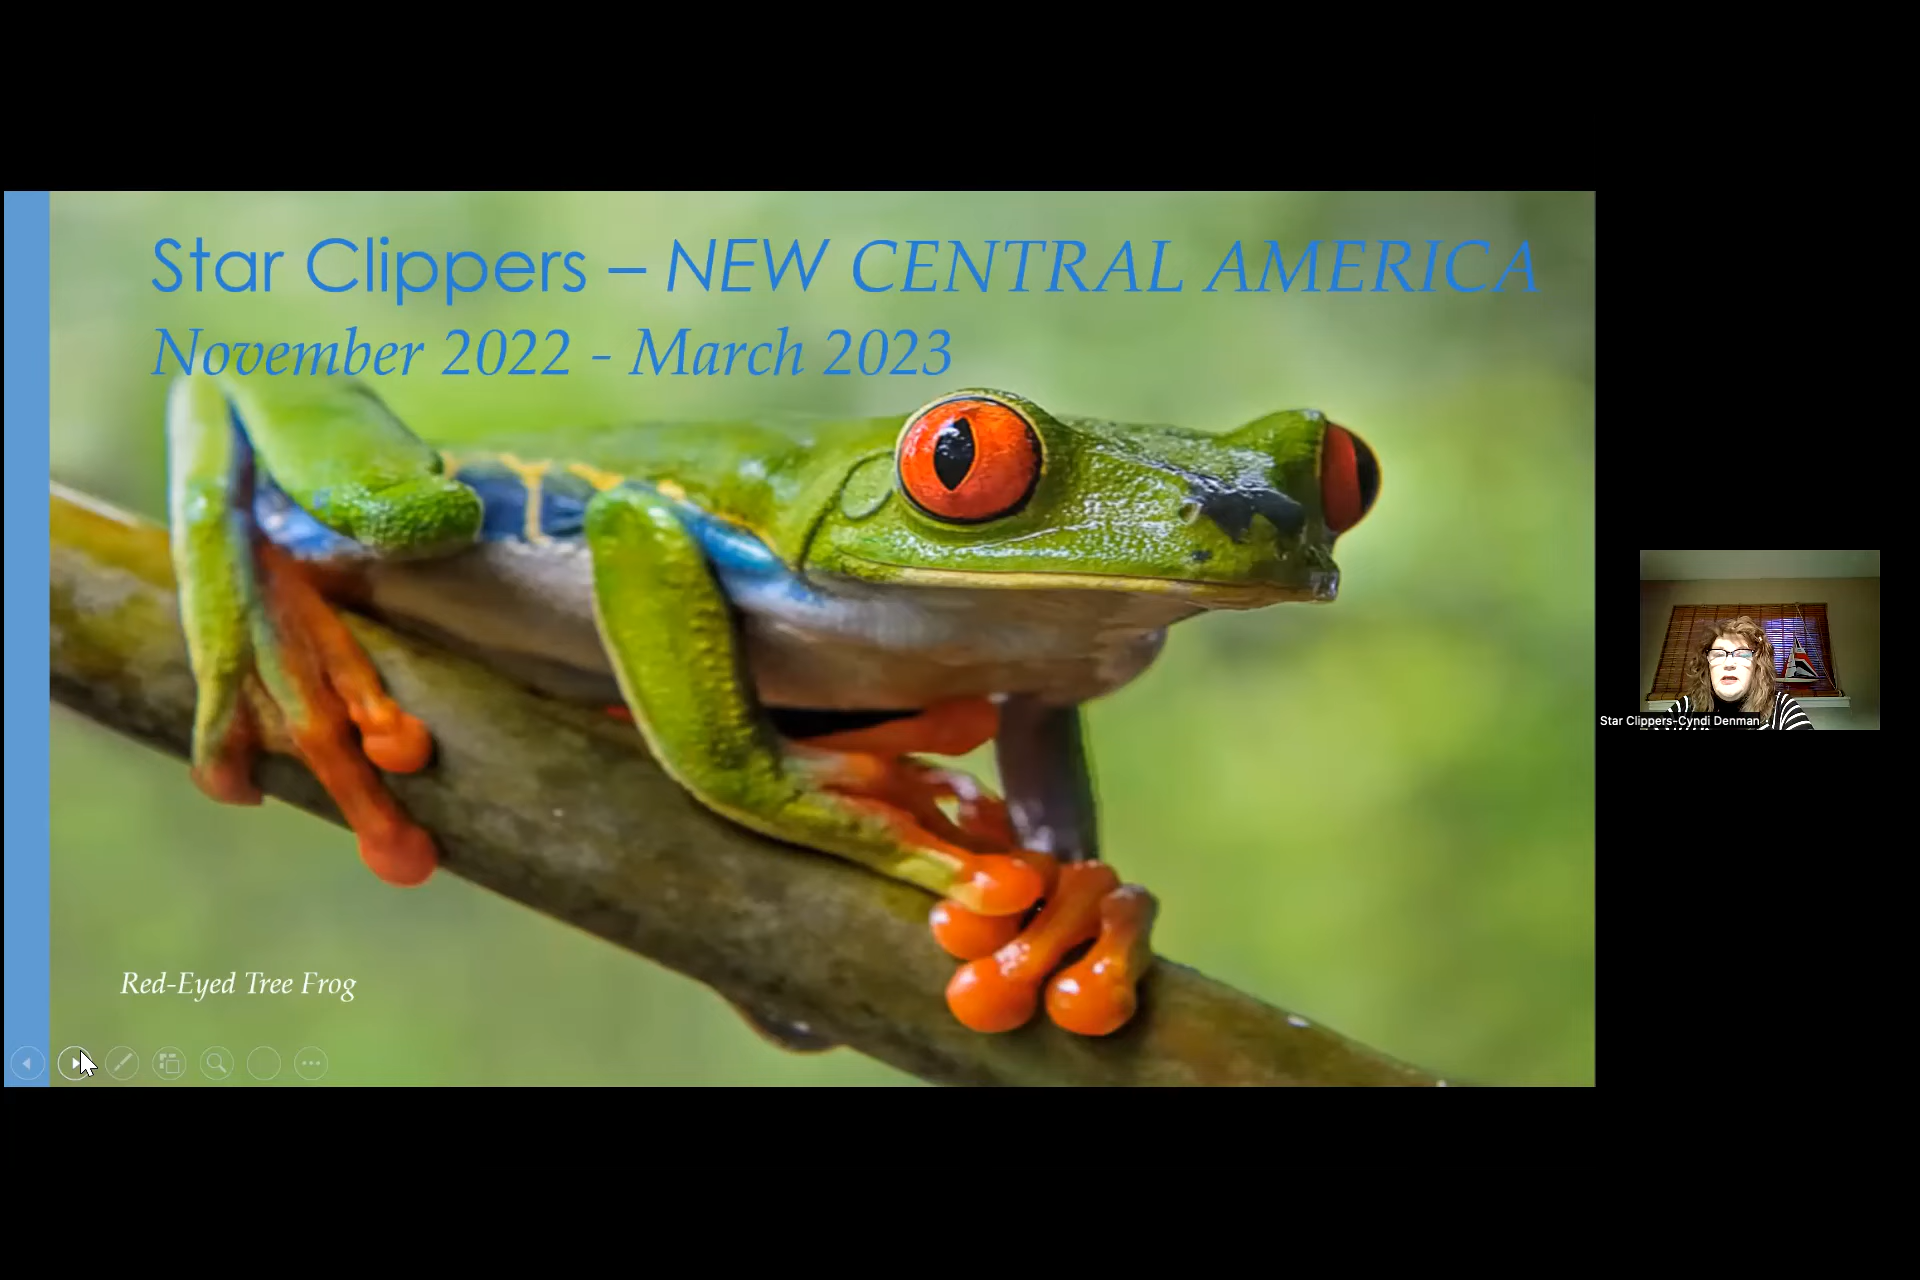 Star Clippers – NEW CENTRAL AMERICA
November 2022 - March 2023
Red-Eyed Tree Frog
Star Clippers-Cyndi Denman